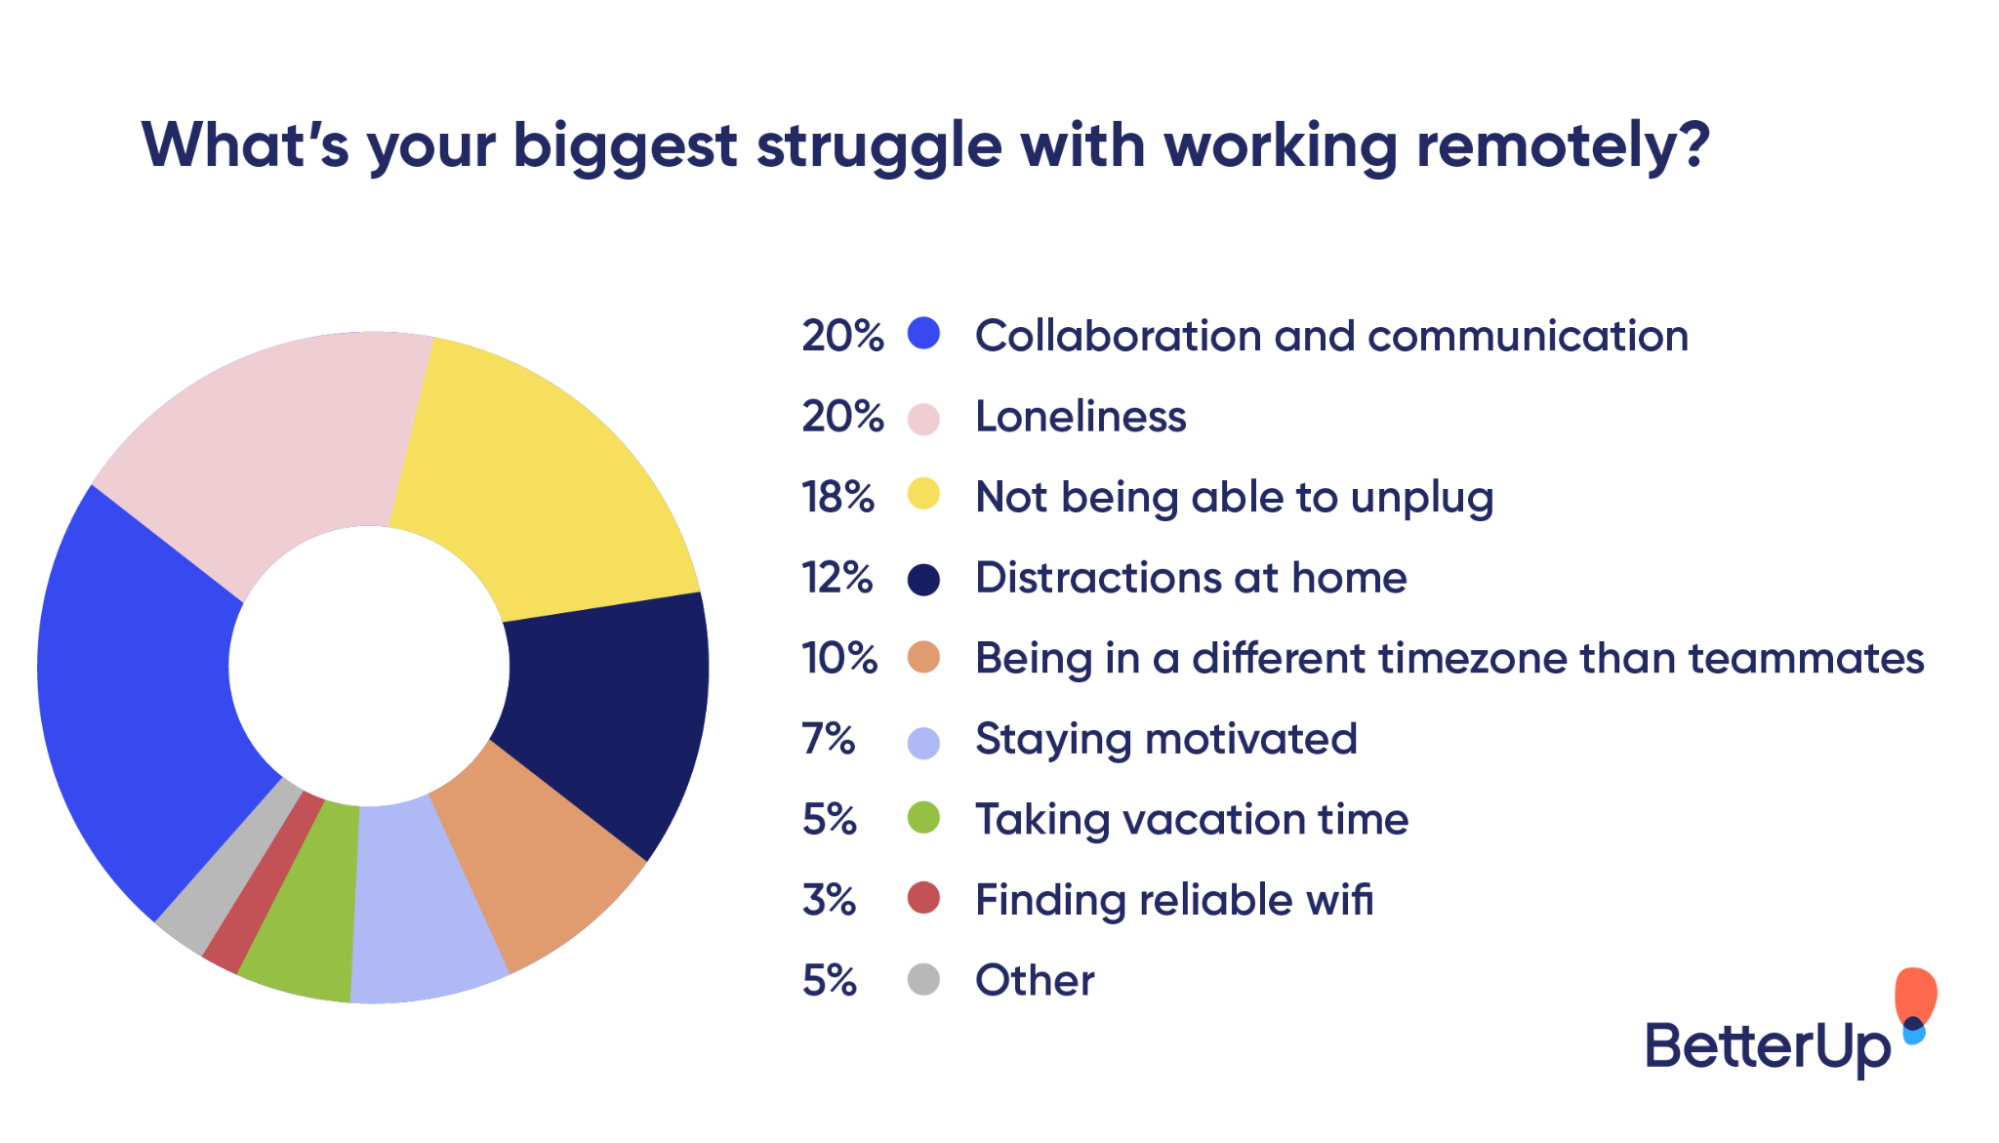 What’s your biggest struggle with working remotely?
20% Collaboration and communication
20% Loneliness
18% Not being able to unplug
12% Distractions at home
10% Being in a different timezone than teammates
7% Staying motivated
5% Taking vacation time
3% Finding reliable wifi
5% Other
BetterUp